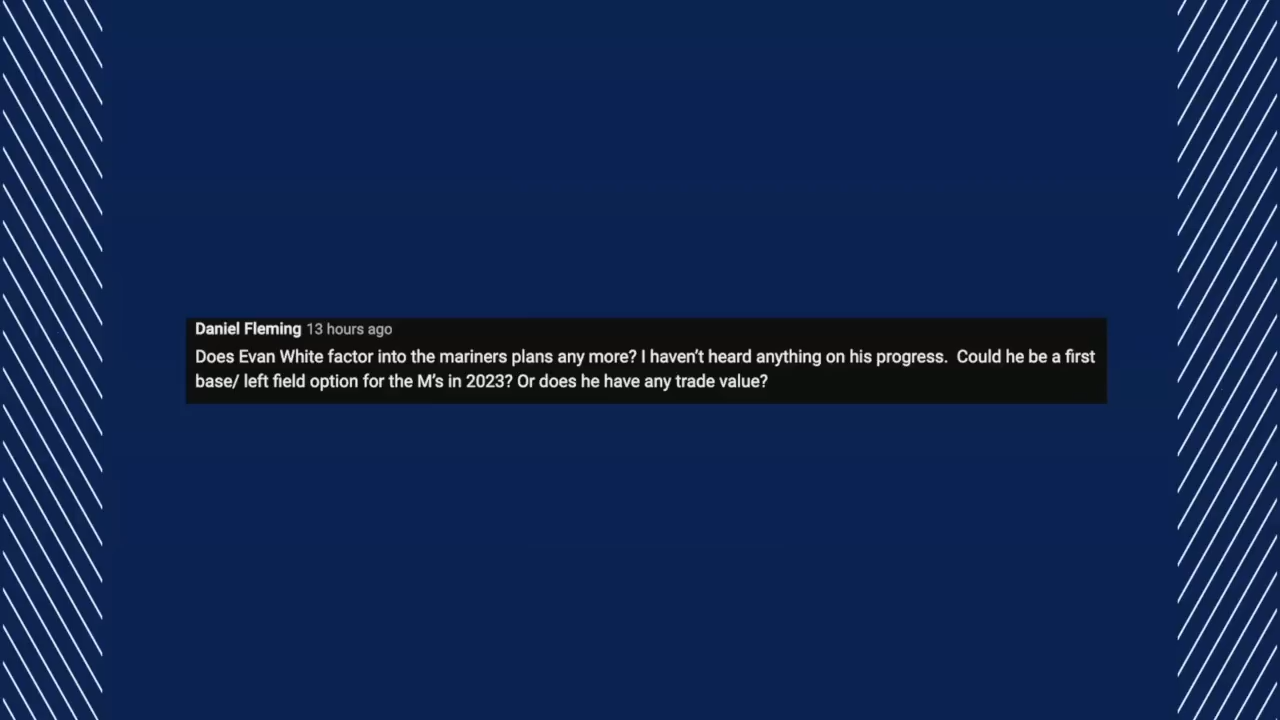 Daniel Fleming 13 hours ago
Does Evan White factor into the mariners plans any more? I haven't heard anything on his progress.  Could he be a first
base/ left field option for the M's in 2023? Or does he have any trade value?